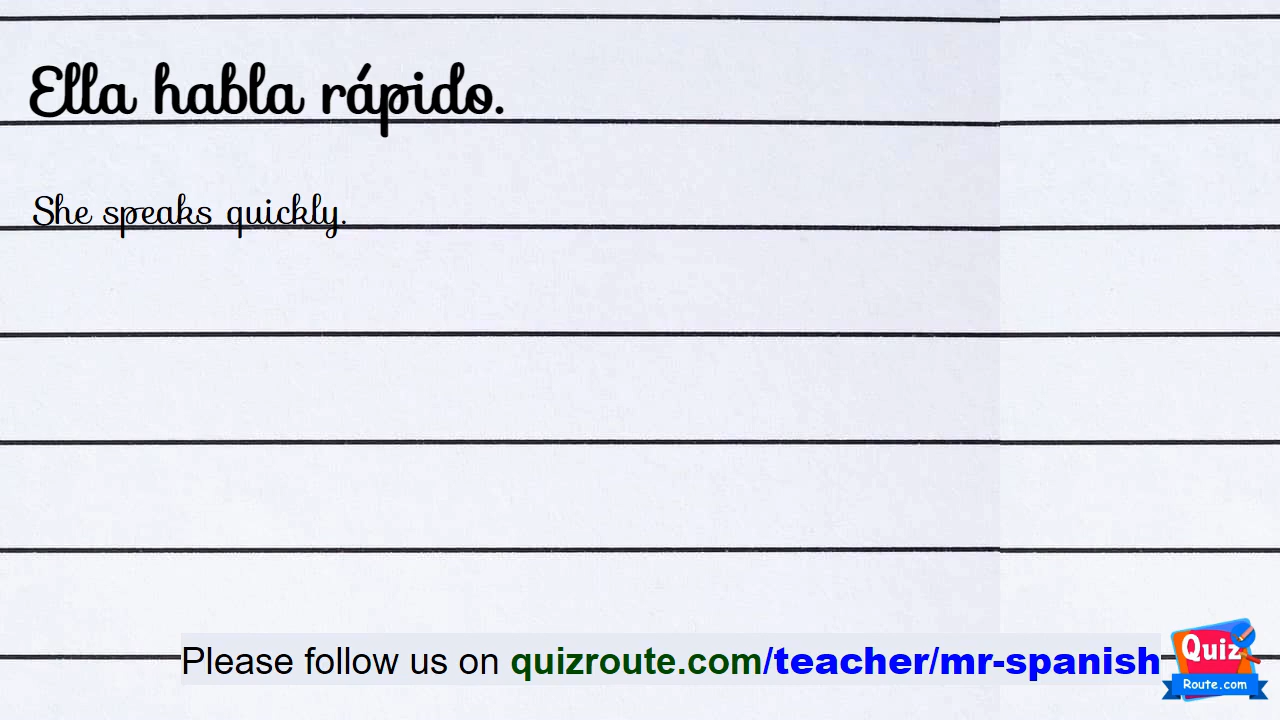 Ella habla rápido.
She speaks quickly.
Please follow us on quizroute.com/teacher/mr-spanish
Quiz
Route.com